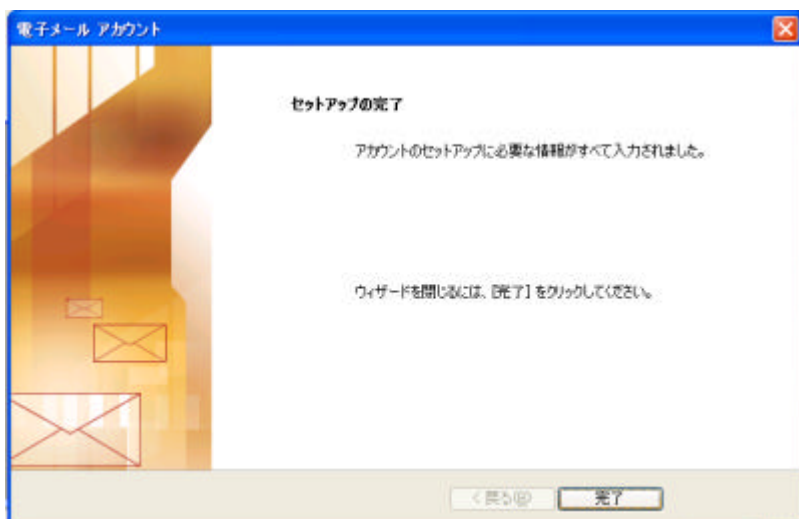 電子メール アカウント
セットアップの完了
アカウントのセットアップに必要な情報がすべて入力されました。
ウィザードを閉じるには、[完了] をクリックしてください。
< 戻る(B)
完了